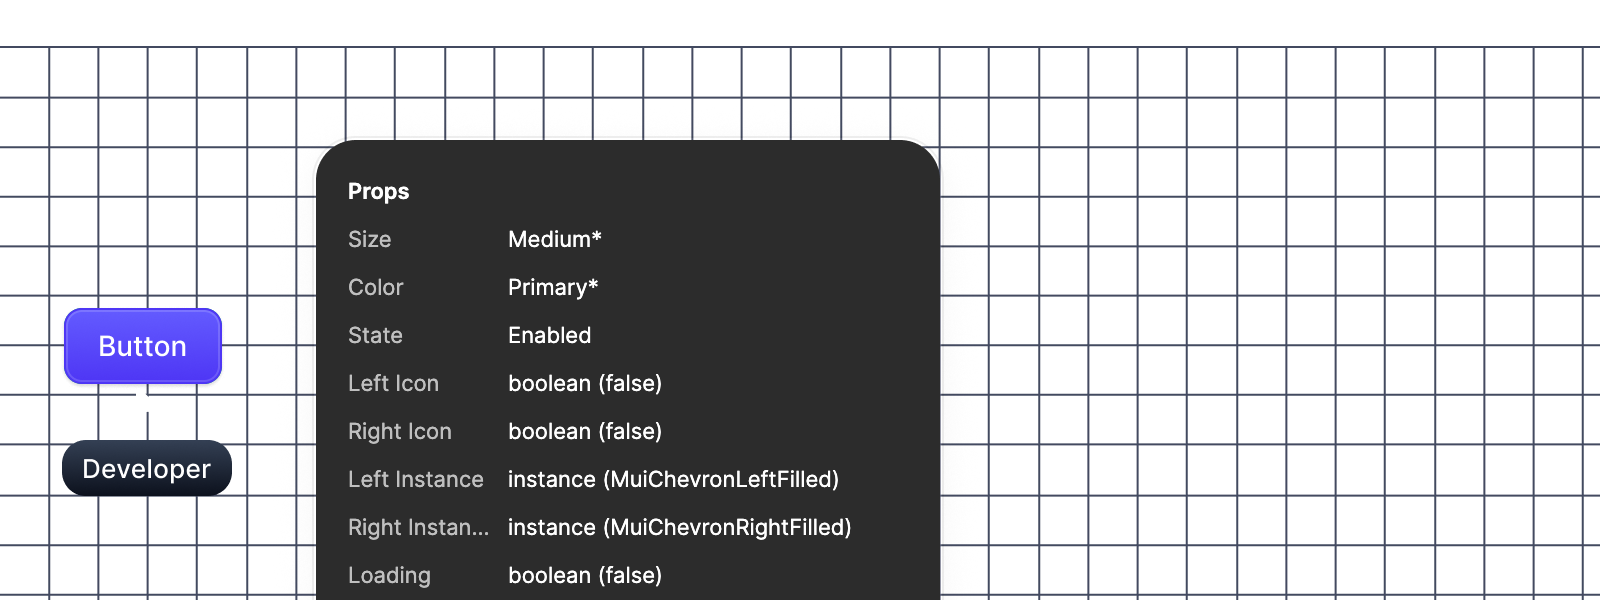 Props
Size Medium*
Color Primary*
State Enabled
Left Icon boolean (false)
Right Icon boolean (false)
Left Instance instance (MuiChevronLeftFilled)
Right Instan... instance (MuiChevronRightFilled)
Loading boolean (false)
Button
Developer